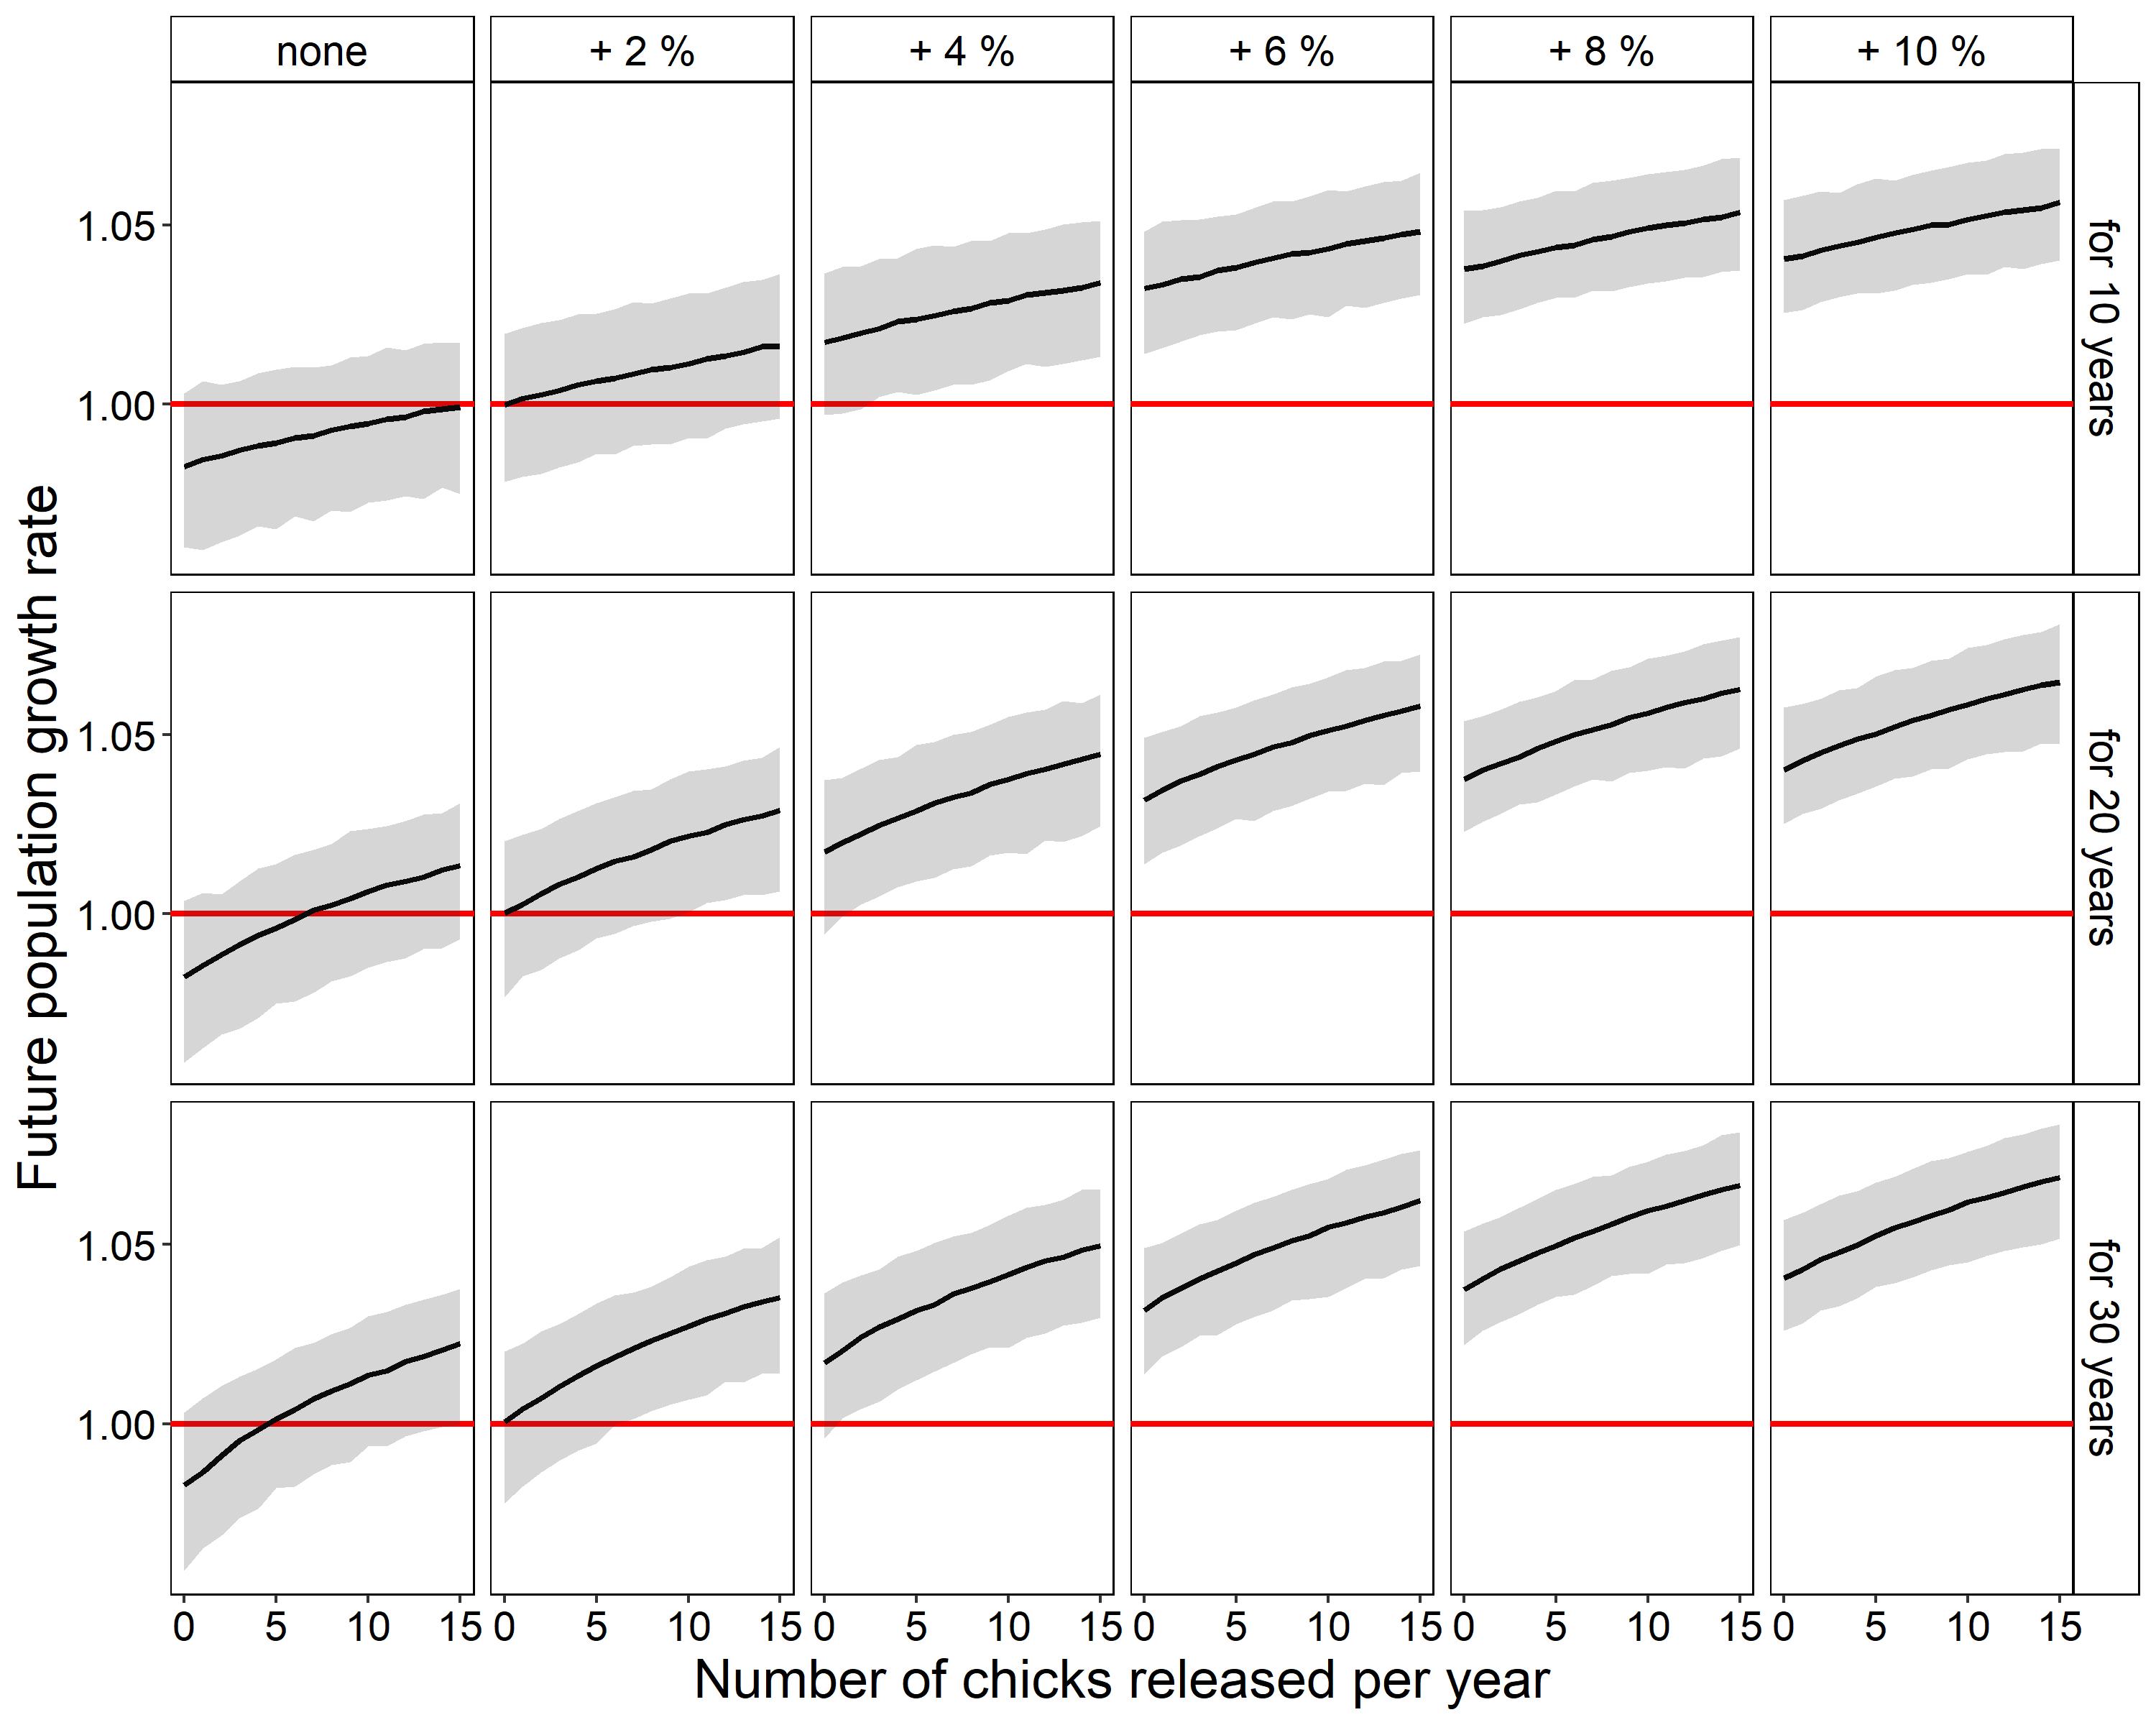 none
+ 2 %
+ 4 %
+ 6 %
+ 8 %
+ 10 %
Future population growth rate
1.05
1.00
for 10 years
1.05
1.00
for 20 years
1.05
1.00
for 30 years
0 5 10 15
0 5 10 15
0 5 10 15
0 5 10 15
0 5 10 15
0 5 10 15
Number of chicks released per year